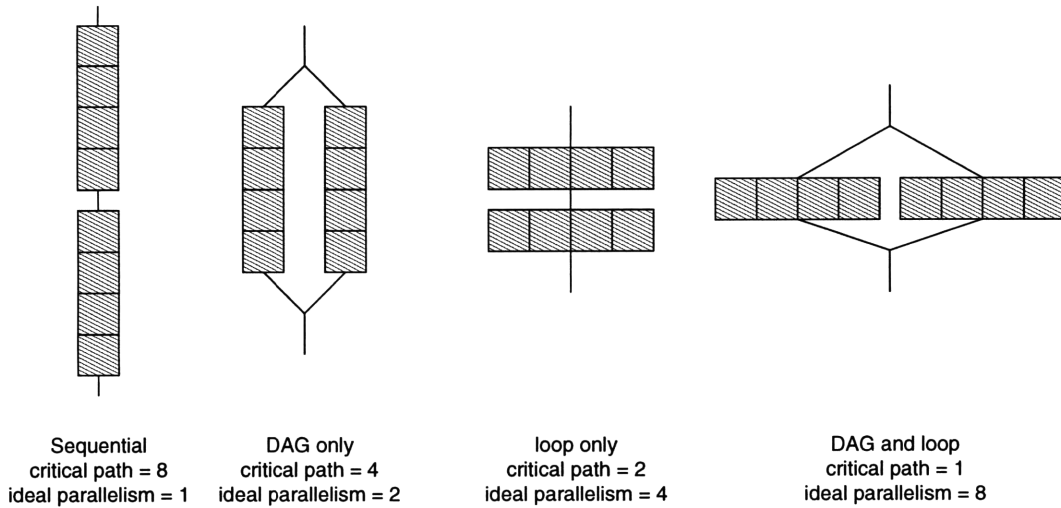 Sequential
critical path = 8
ideal parallelism = 1
DAG only
critical path = 4
ideal parallelism = 2
loop only
critical path = 2
ideal parallelism = 4
DAG and loop
critical path = 1
ideal parallelism = 8